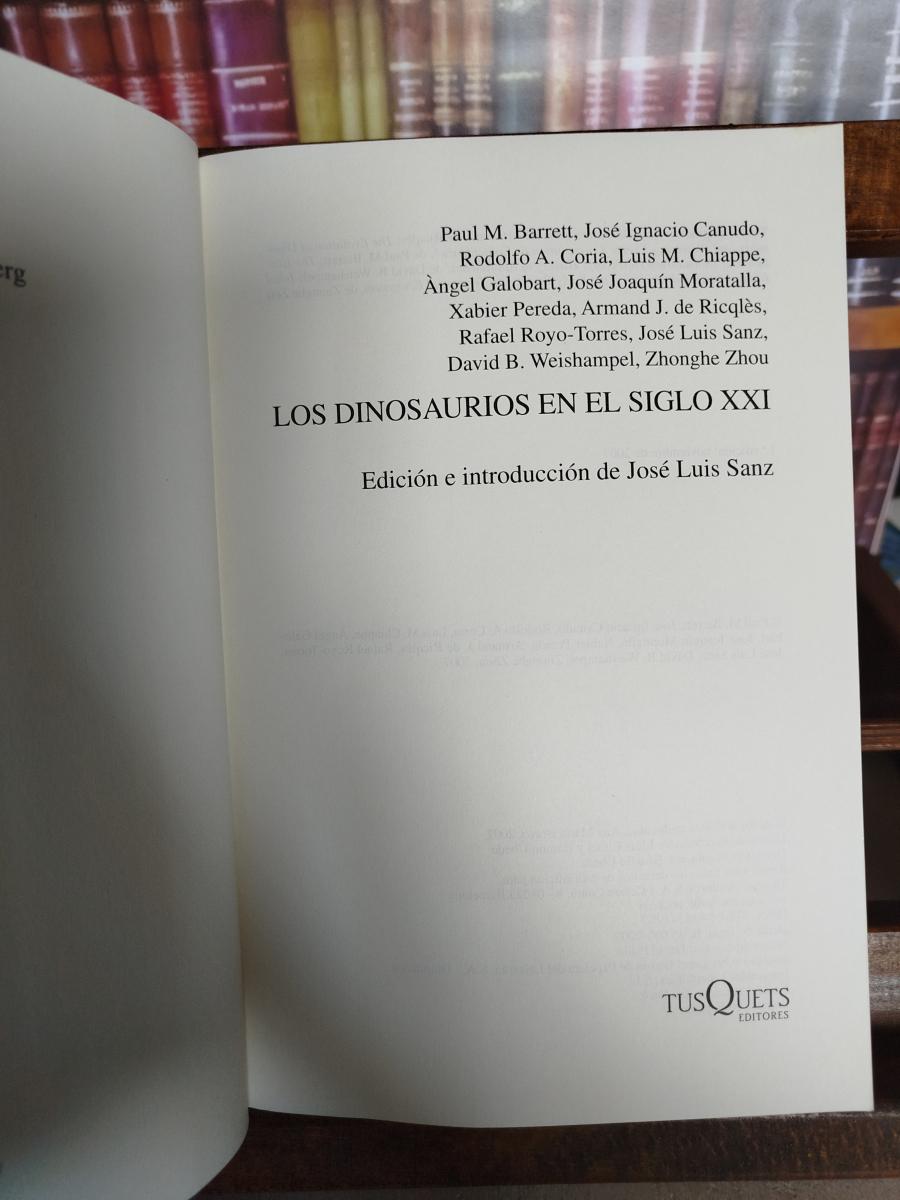 erg
Paul M. Barrett, José Ignacio Canudo,
Rodolfo A. Coria, Luis M. Chiappe,
Àngel Galobart, José Joaquín Moratalla,
Xabier Pereda, Armand J. de Ricqlès,
Rafael Royo-Torres, José Luis Sanz,
David B. Weishampel, Zhonghe Zhou
LOS DINOSAURIOS EN EL SIGLO XXI
Edición e introducción de José Luis Sanz
TUSQUETS
EDITORES